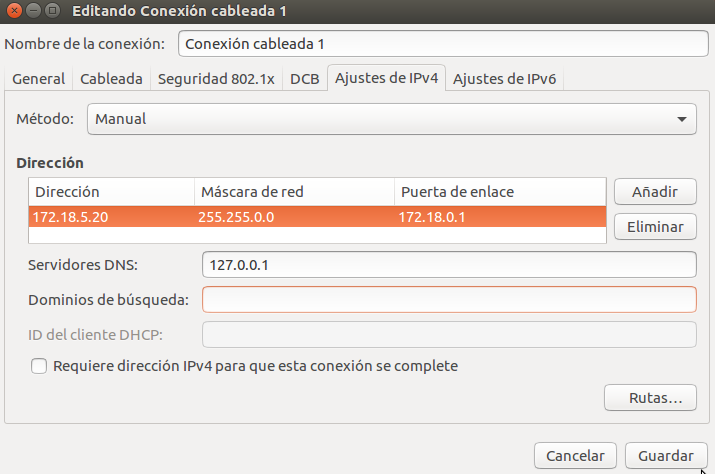 Editando Conexión cableada 1
Nombre de la conexión: Conexión cableada 1
General Cableada Seguridad 802.1x DCB Ajustes de IPv4 Ajustes de IPv6
Método: Manual
Dirección
Dirección Máscara de red Puerta de enlace Añadir
172.18.5.20 255.255.0.0 172.18.0.1 Eliminar
Servidores DNS: 127.0.0.1
Dominios de búsqueda:
ID del cliente DHCP:
Requiere dirección IPv4 para que esta conexión se complete
Rutas...
Cancelar Guardar